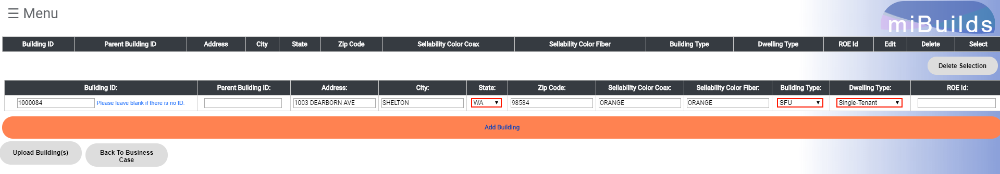 ☰ Menu
miBuilds
Building ID Parent Building ID Address City State Zip Code Sellability Color Coax Sellability Color Fiber Building Type Dwelling Type ROE Id Edit Delete Select
Delete Selection
Building ID: Parent Building ID: Address: City: State: Zip Code: Sellability Color Coax: Sellability Color Fiber: Building Type: Dwelling Type: ROE Id:
1000084 Please leave blank if there is no ID. 1003 DEARBORN AVE SHELTON WA 98584 ORANGE ORANGE SFU Single-Tenant
Add Building
Upload Building(s)
Back To Business
Case